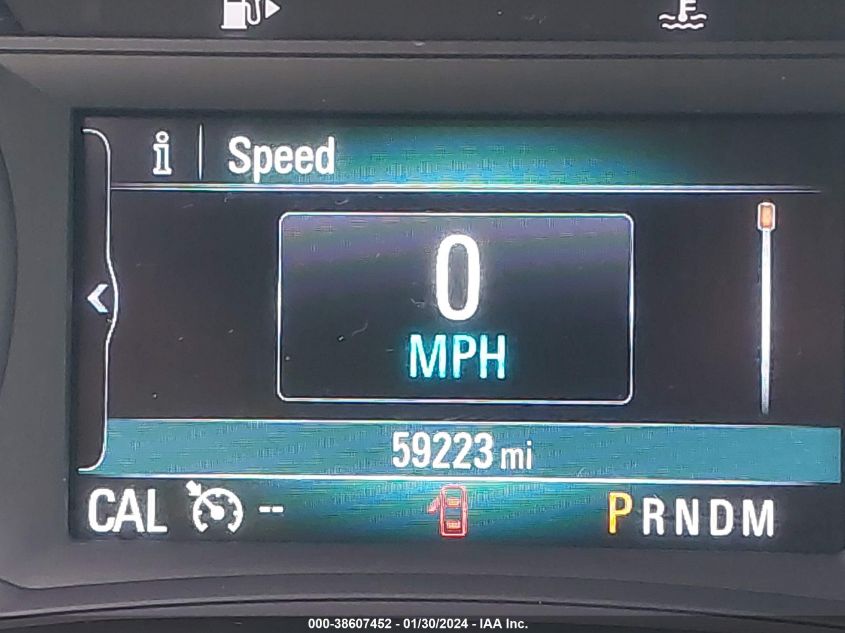 Speed
0
MPH
59223 mi
CAL -- PRNDM
000-38607452 - 01/30/2024 - IAA Inc.